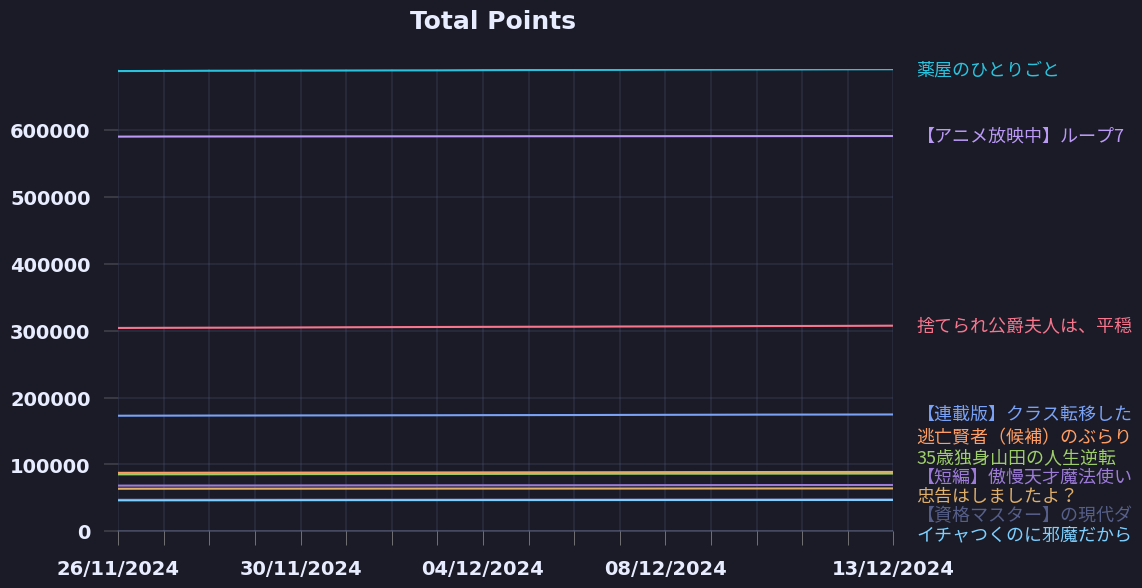 Total Points
薬屋のひとりごと
600000
【アニメ放映中】ループ7
500000
400000
300000
捨てられ公爵夫人は、平穏
200000
【連載版】クラス転移した
逃亡賢者（候補）のぶらり
100000
35歳独身山田の人生逆転
【短編】傲慢天才魔法使い
忠告はしましたよ？
【資格マスター】の現代ダ
0
イチャつくのに邪魔だから
26/11/2024
30/11/2024
04/12/2024
08/12/2024
13/12/2024